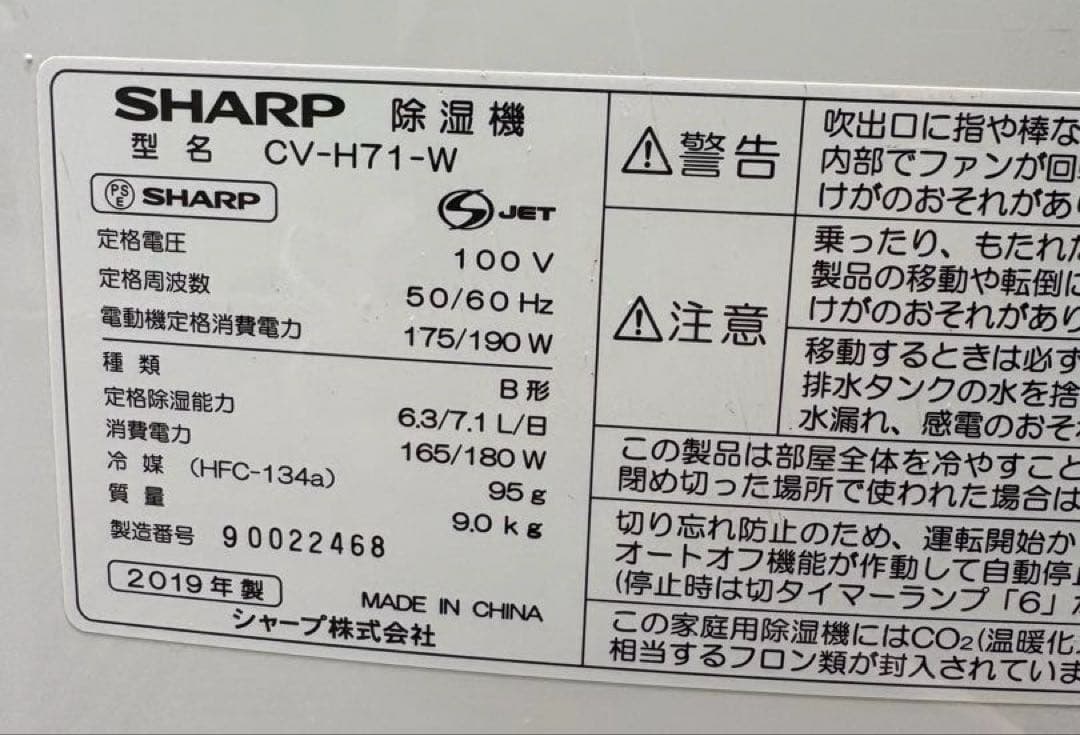 SHARP 除湿機
型名 CV-H71-W
PSE SHARP
S JET
定格電圧 100V
定格周波数 50/60Hz
電動機定格消費電力 175/190W
種類 B形
定格除湿能力 6.3/7.1L/日
消費電力 165/180W
冷媒 (HFC-134a) 95g
質量 9.0kg
製造番号 90022468
2019年製
MADE IN CHINA
シャープ株式会社
警告
吹出口に指や棒な
内部でファンが回
けがのおそれがあり
注意
乗ったり、もたれた
製品の移動や転倒に
けがのおそれがあり
移動するときは必ず
排水タンクの水を捨
水漏れ、感電のおそ
この製品は部屋全体を冷やすこと
閉め切った場所で使われた場合は
切り忘れ防止のため、運転開始か
オートオフ機能が作動して自動停止
(停止時は切タイマーランプ「6」が
この家庭用除湿機にはCO2(温暖化
相当するフロン類が封入されていま